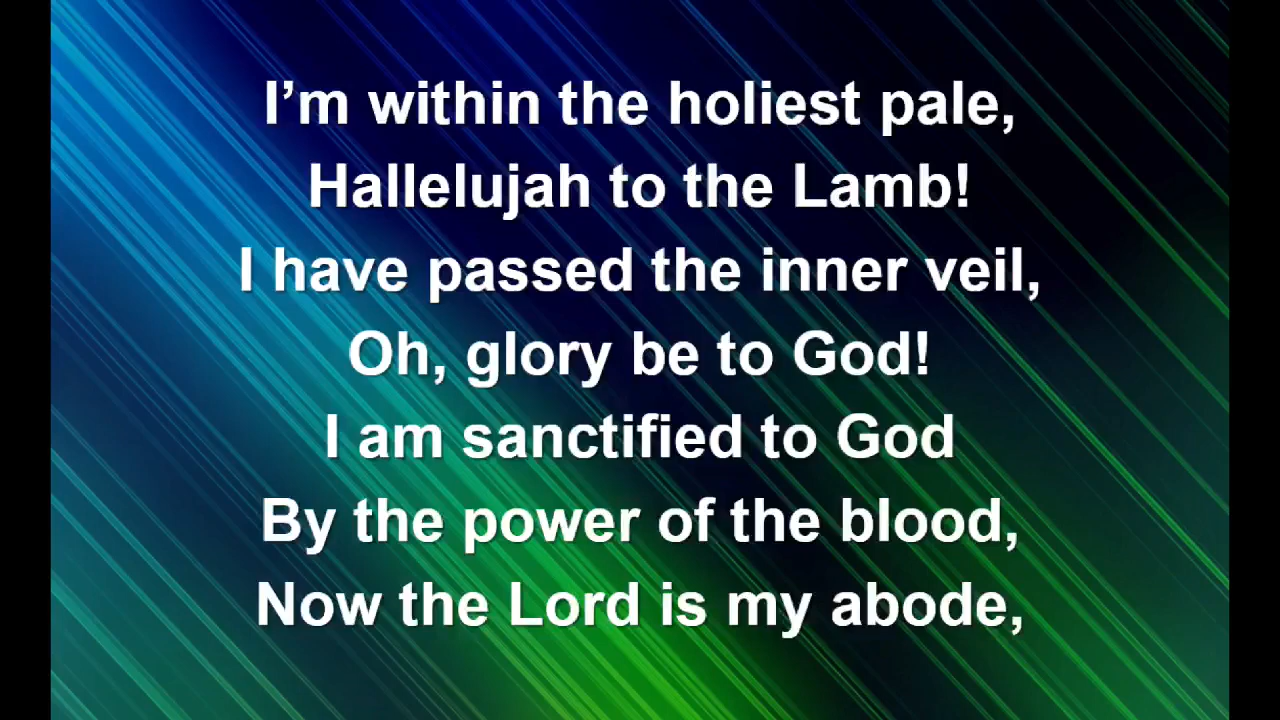 I’m within the holiest pale,
Hallelujah to the Lamb!
I have passed the inner veil,
Oh, glory be to God!
I am sanctified to God
By the power of the blood,
Now the Lord is my abode,